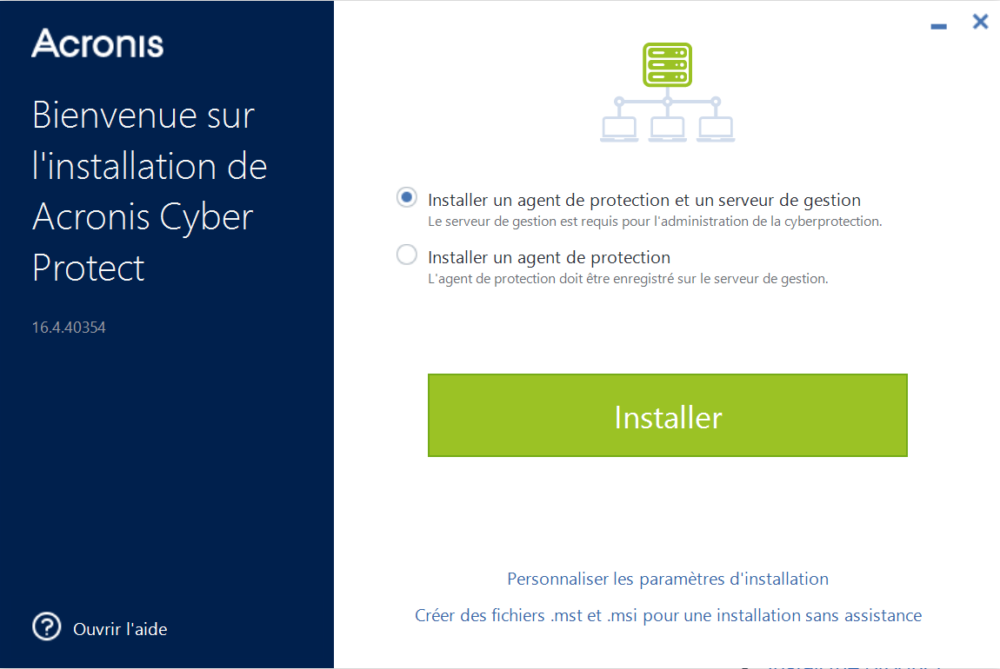 Acronis
Bienvenue sur
l'installation de
Acronis Cyber
Protect
16.4.40354
Ouvrir l'aide
Installer un agent de protection et un serveur de gestion
Le serveur de gestion est requis pour l'administration de la cyberprotection.
Installer un agent de protection
L'agent de protection doit être enregistré sur le serveur de gestion.
Installer
Personnaliser les paramètres d'installation
Créer des fichiers .mst et .msi pour une installation sans assistance